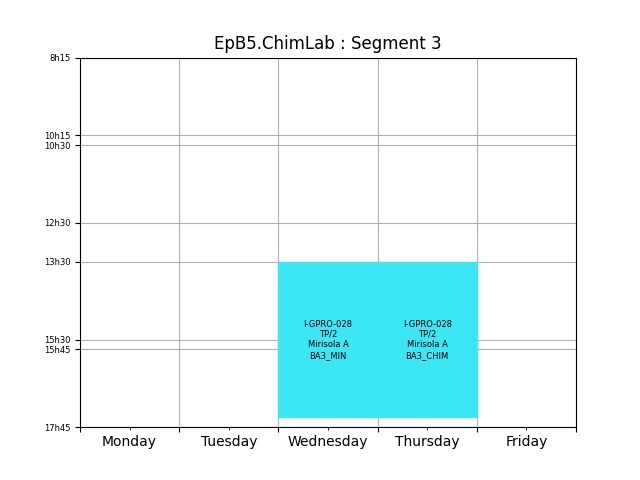 EpB5.ChimLab : Segment 3
8h15
10h15
10h30
12h30
13h30
15h30
15h45
17h45
I-GPRO-028
TP/2
Mirisola A
BA3_MIN
I-GPRO-028
TP/2
Mirisola A
BA3_CHIM
Monday
Tuesday
Wednesday
Thursday
Friday